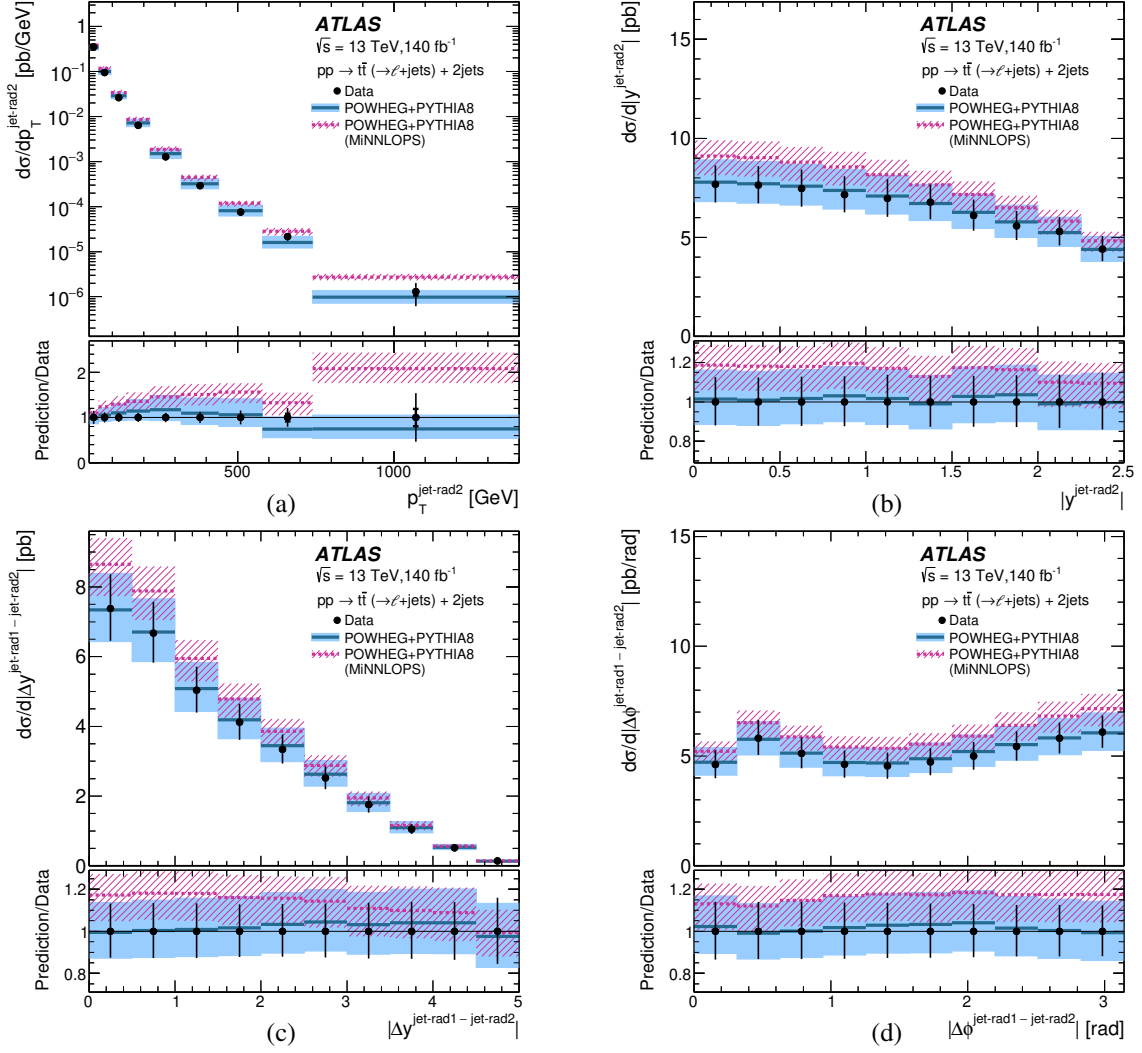 dσ/dp_T^jet-rad2 [pb/GeV]
1
10⁻¹
10⁻²
10⁻³
10⁻⁴
10⁻⁵
10⁻⁶
ATLAS
√s = 13 TeV,140 fb⁻¹
pp → tt̄ (→ℓ+jets) + 2jets
Data
POWHEG+PYTHIA8
POWHEG+PYTHIA8
(MiNNLOPS)
Prediction/Data
2
1
500
1000
p_T^jet-rad2 [GeV]
(a)
dσ/d|y^jet-rad2| [pb]
15
10
5
0
ATLAS
√s = 13 TeV,140 fb⁻¹
pp → tt̄ (→ℓ+jets) + 2jets
Data
POWHEG+PYTHIA8
POWHEG+PYTHIA8
(MiNNLOPS)
Prediction/Data
1.2
1
0.8
0 0.5 1 1.5 2 2.5
|y^jet-rad2|
(b)
dσ/d|Δy^jet-rad1 − jet-rad2| [pb]
8
6
4
2
0
ATLAS
√s = 13 TeV,140 fb⁻¹
pp → tt̄ (→ℓ+jets) + 2jets
Data
POWHEG+PYTHIA8
POWHEG+PYTHIA8
(MiNNLOPS)
Prediction/Data
1.2
1
0.8
0 1 2 3 4 5
|Δy^jet-rad1 − jet-rad2|
(c)
dσ/d|Δϕ^jet-rad1 − jet-rad2| [pb/rad]
15
10
5
0
ATLAS
√s = 13 TeV,140 fb⁻¹
pp → tt̄ (→ℓ+jets) + 2jets
Data
POWHEG+PYTHIA8
POWHEG+PYTHIA8
(MiNNLOPS)
Prediction/Data
1.2
1
0.8
0 1 2 3
|Δϕ^jet-rad1 − jet-rad2| [rad]
(d)